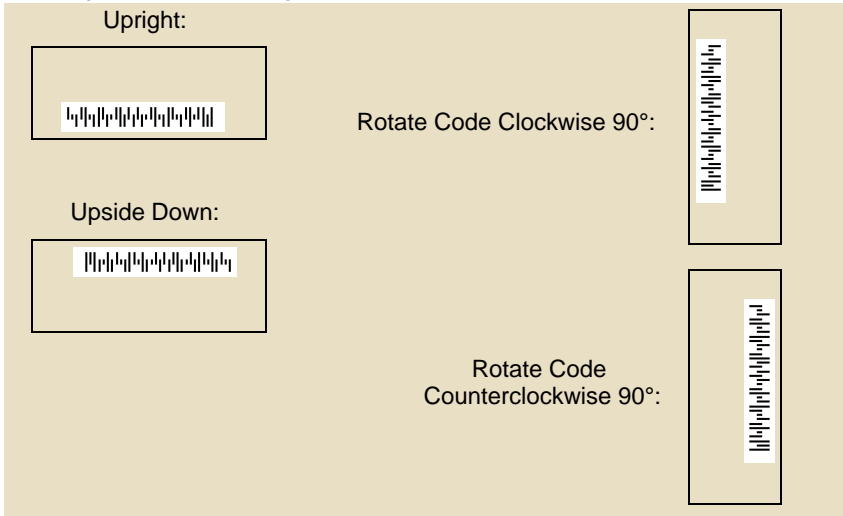 Upright:
Rotate Code Clockwise 90°:
Upside Down:
Rotate Code
Counterclockwise 90°: